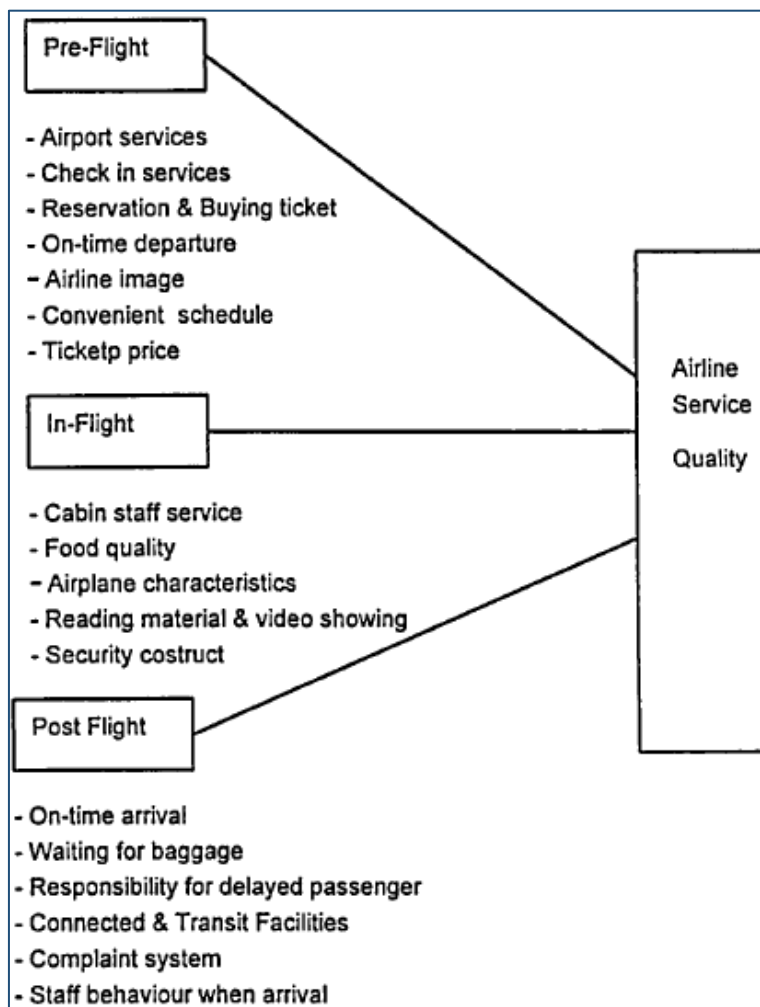 Pre-Flight
- Airport services
- Check in services
- Reservation & Buying ticket
- On-time departure
- Airline image
- Convenient schedule
- Ticketp price
In-Flight
- Cabin staff service
- Food quality
- Airplane characteristics
- Reading material & video showing
- Security costruct
Post Flight
- On-time arrival
- Waiting for baggage
- Responsibility for delayed passenger
- Connected & Transit Facilities
- Complaint system
- Staff behaviour when arrival
Airline
Service
Quality